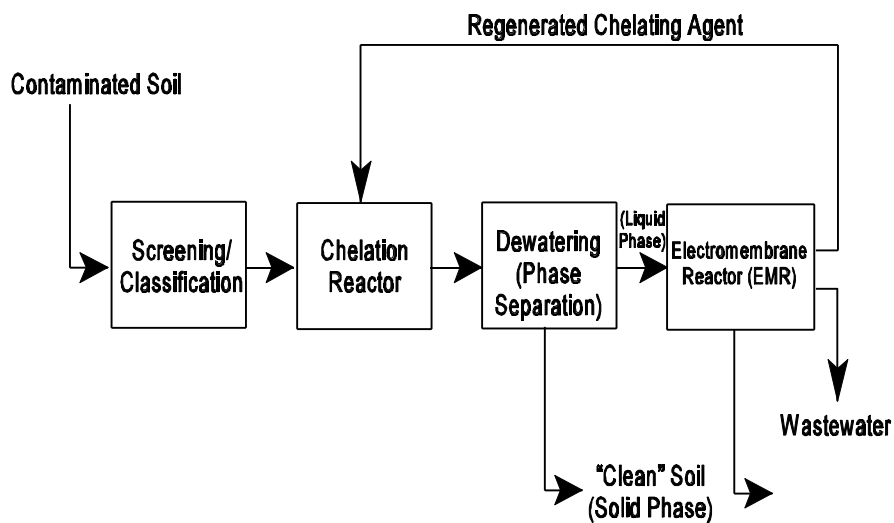 Regenerated Chelating Agent
Contaminated Soil
Screening/
Classification
Chelation
Reactor
Dewatering
(Phase
Separation)
(Liquid
Phase)
Electromembrane
Reactor (EMR)
Wastewater
“Clean” Soil
(Solid Phase)